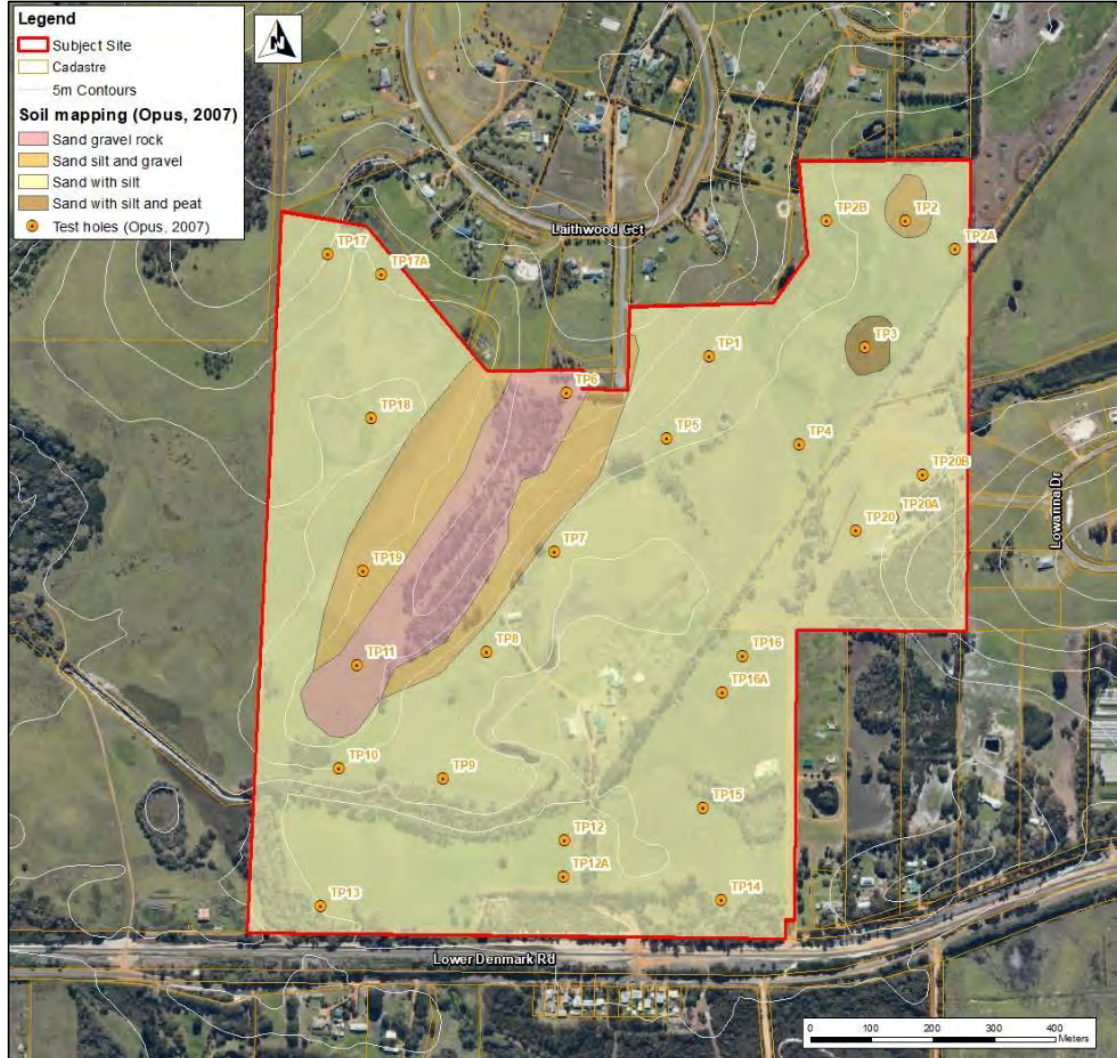 Legend
Subject Site
Cadastre
5m Contours
Soil mapping (Opus, 2007)
Sand gravel rock
Sand silt and gravel
Sand with silt
Sand with silt and peat
Test holes (Opus, 2007)
N
Laithwood Cct
TP2B
TP2
TP2A
TP17
TP17A
TP1
TP3
TP6
TP18
TP5
TP4
TP20B
TP20A
TP20
Lowanna Dr
TP7
TP19
TP8
TP16
TP11
TP16A
TP10
TP9
TP15
TP12
TP12A
TP13
TP14
Lower Denmark Rd
0 100 200 300 400
Meters